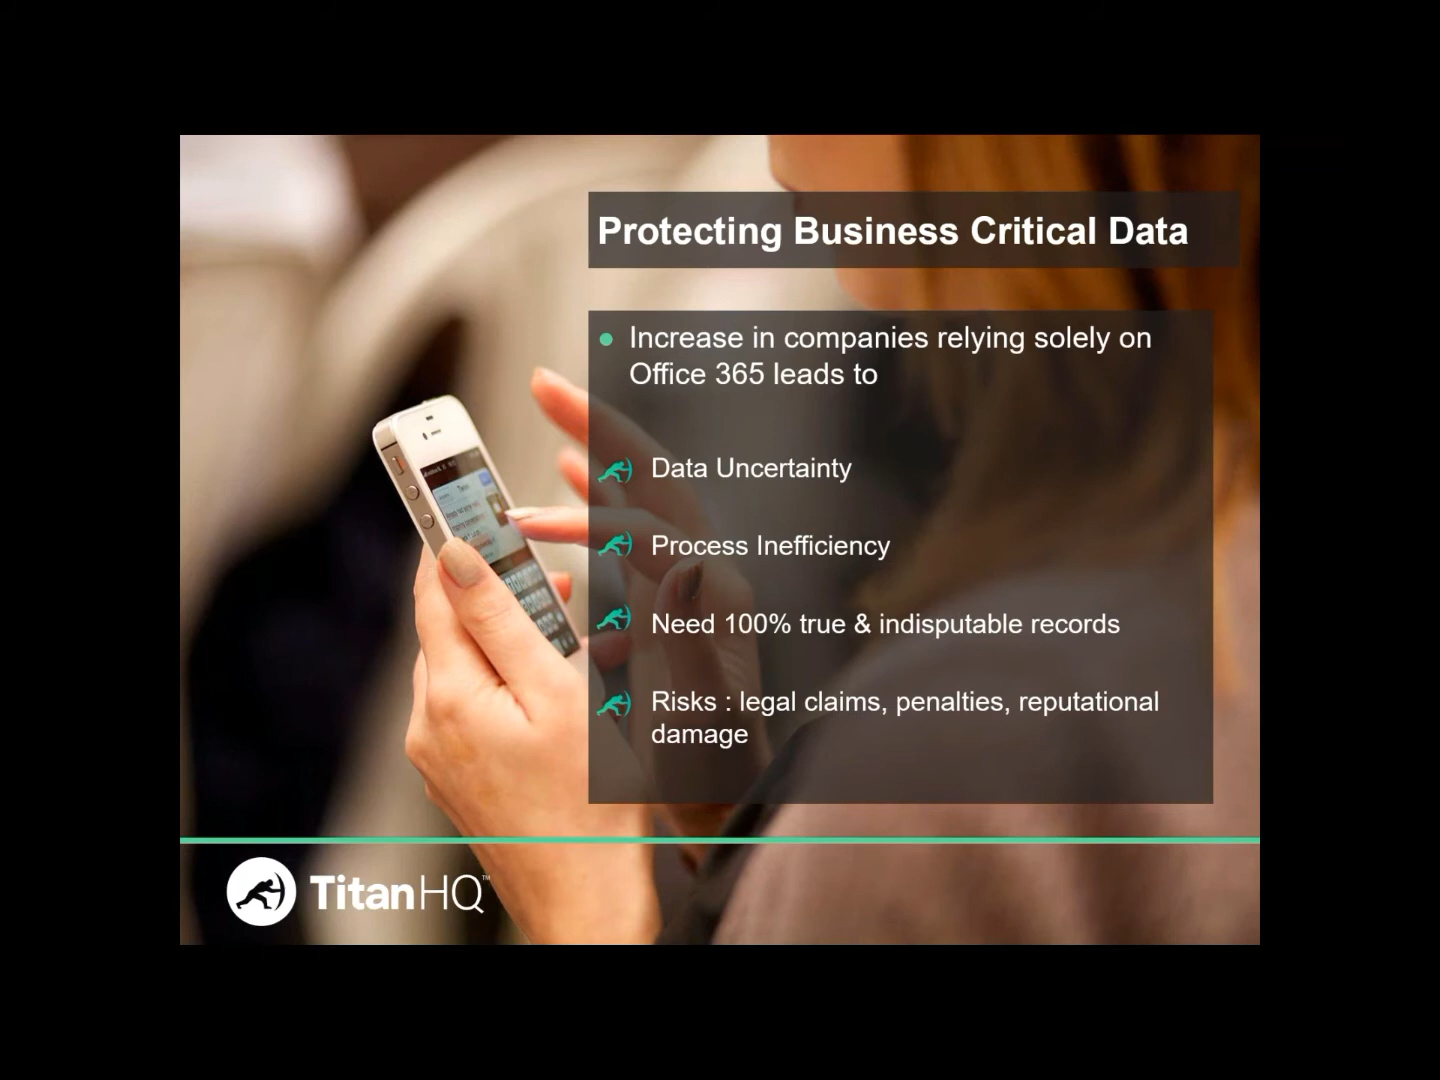 Protecting Business Critical Data
Increase in companies relying solely on
Office 365 leads to
Data Uncertainty
Process Inefficiency
Need 100% true & indisputable records
Risks : legal claims, penalties, reputational
damage
TitanHQ™